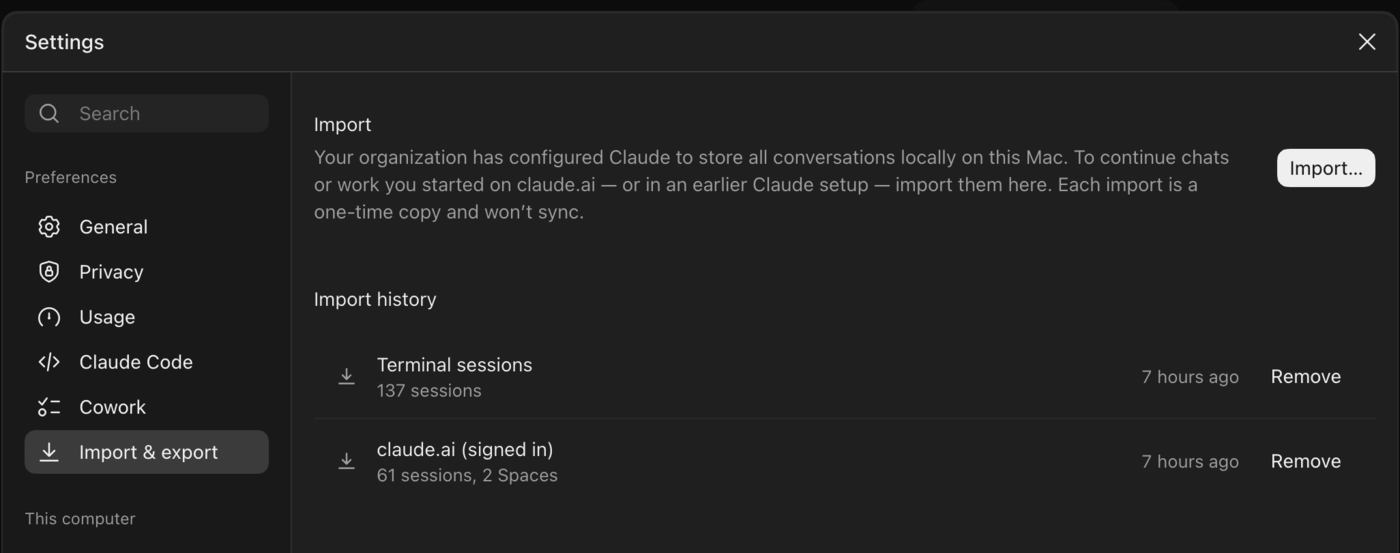 Settings
Search
Preferences
General
Privacy
Usage
Claude Code
Cowork
Import & export
This computer
Import
Your organization has configured Claude to store all conversations locally on this Mac. To continue chats
or work you started on claude.ai — or in an earlier Claude setup — import them here. Each import is a
one-time copy and won’t sync.
Import...
Import history
Terminal sessions
137 sessions
7 hours ago
Remove
claude.ai (signed in)
61 sessions, 2 Spaces
7 hours ago
Remove